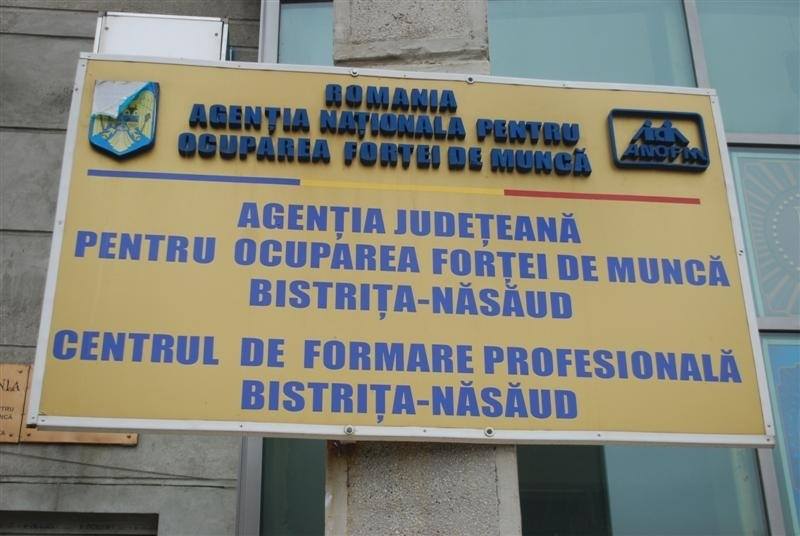 ROMANIA
AGENȚIA NAȚIONALA PENTRU
OCUPAREA FORȚEI DE MUNCĂ
ANOFM
AGENȚIA JUDEȚEANĂ
PENTRU OCUPAREA FORȚEI DE MUNCĂ
BISTRIȚA-NĂSĂUD
CENTRUL DE FORMARE PROFESIONALĂ
BISTRIȚA-NĂSĂUD